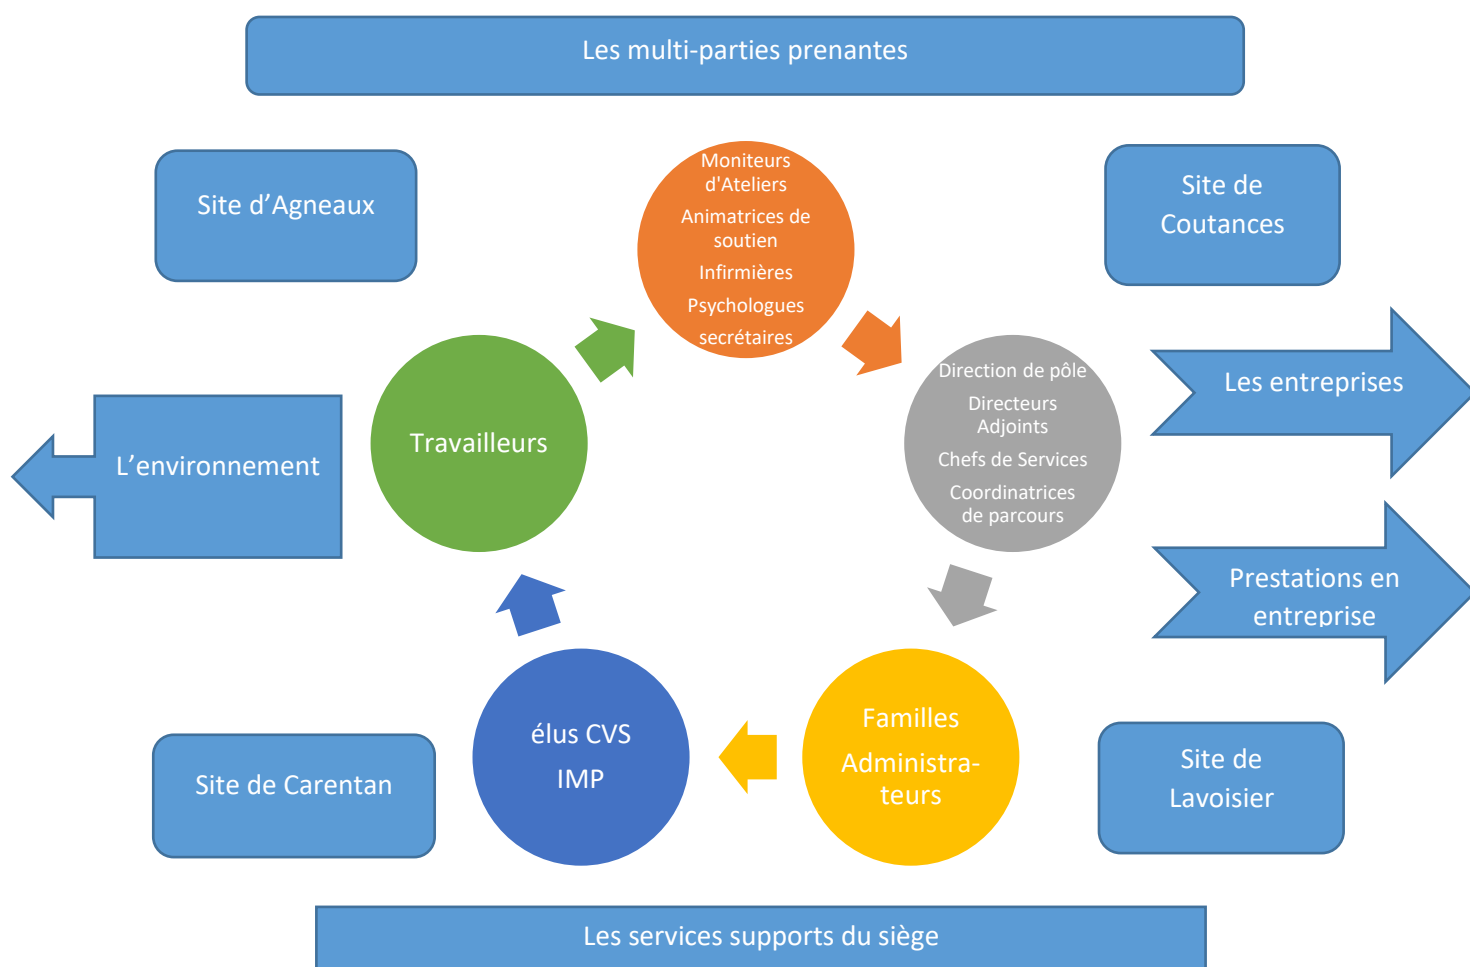 Les multi-parties prenantes
Site d’Agneaux
Moniteurs
d'Ateliers
Animatrices de
soutien
Infirmières
Psychologues
secrétaires
Site de
Coutances
Travailleurs
Direction de pôle
Directeurs
Adjoints
Chefs de Services
Coordinatrices
de parcours
Les entreprises
L’environnement
Prestations en
entreprise
élus CVS
IMP
Familles
Administra-
teurs
Site de Carentan
Site de
Lavoisier
Les services supports du siège